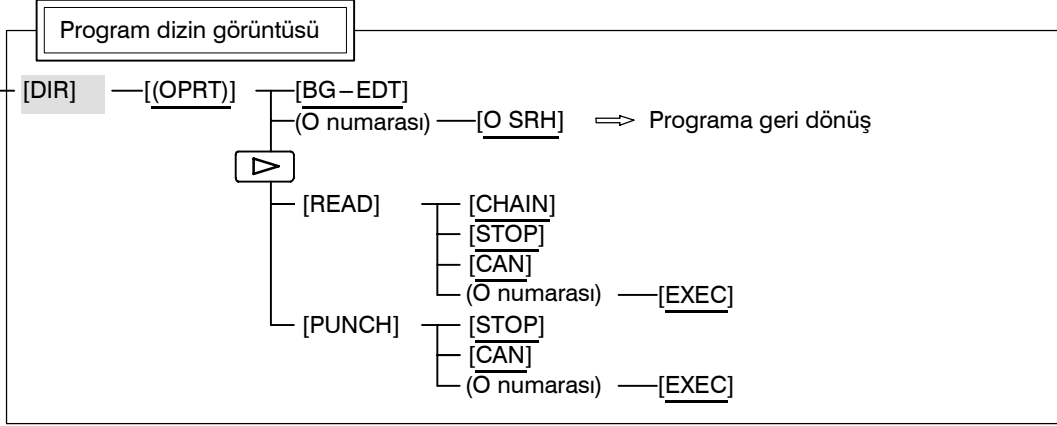 Program dizin görüntüsü
[DIR] [(OPRT)] [BG–EDT]
(O numarası) [O SRH] Programa geri dönüş
[READ] [CHAIN]
[STOP]
[CAN]
(O numarası) [EXEC]
[PUNCH] [STOP]
[CAN]
(O numarası) [EXEC]